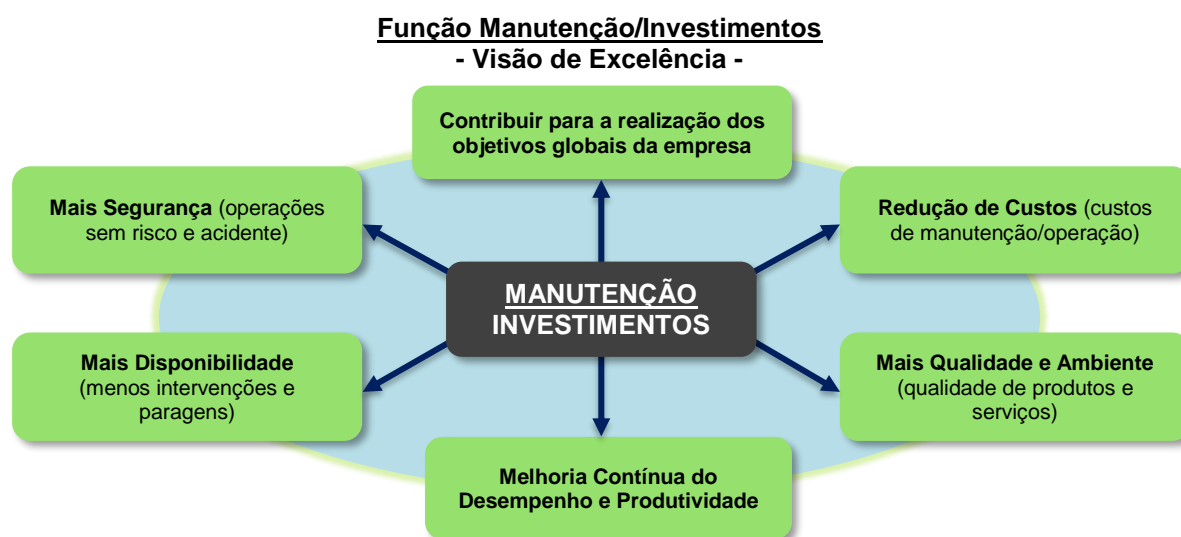 Função Manutenção/Investimentos
- Visão de Excelência -
Contribuir para a realização dos
objetivos globais da empresa
Mais Segurança (operações
sem risco e acidente)
Redução de Custos (custos
de manutenção/operação)
MANUTENÇÃO
INVESTIMENTOS
Mais Disponibilidade
(menos intervenções e
paragens)
Mais Qualidade e Ambiente
(qualidade de produtos e
serviços)
Melhoria Contínua do
Desempenho e Produtividade